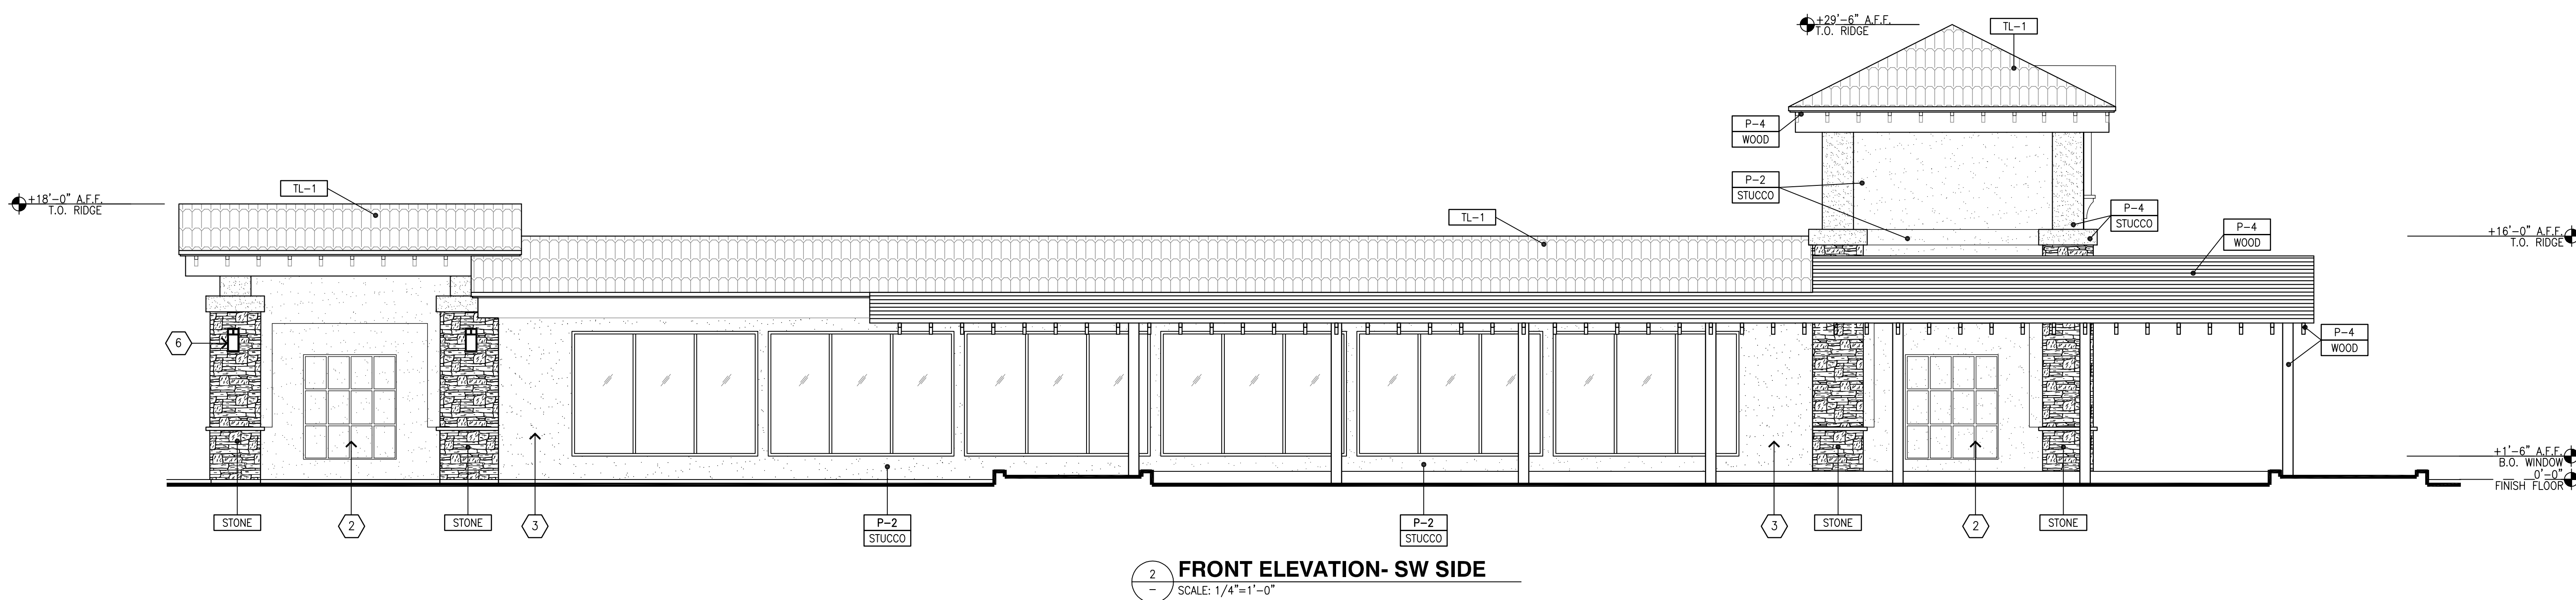 +29'-6" A.F.F.
T.O. RIDGE
TL-1
P-4
WOOD
P-2
STUCCO
P-4
STUCCO
TL-1
+18'-0" A.F.F.
T.O. RIDGE
TL-1
P-4
WOOD
+16'-0" A.F.F.
T.O. RIDGE
6
P-4
WOOD
+1'-6" A.F.F.
B.O. WINDOW
0'-0"
FINISH FLOOR
STONE
2
STONE
3
P-2
STUCCO
P-2
STUCCO
3
STONE
2
STONE
2
-
FRONT ELEVATION- SW SIDE
SCALE: 1/4"=1'-0"